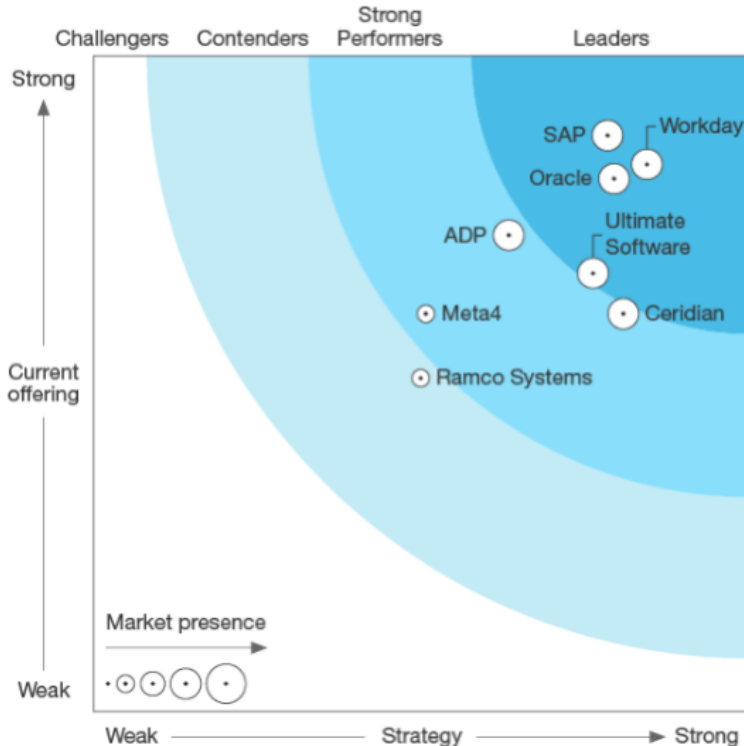 Strong
Challengers Contenders Performers Leaders
Strong
SAP
Workday
Oracle
Ultimate
Software
ADP
Meta4
Ceridian
Ramco Systems
Current
offering
Market presence
Weak
Weak Strategy Strong